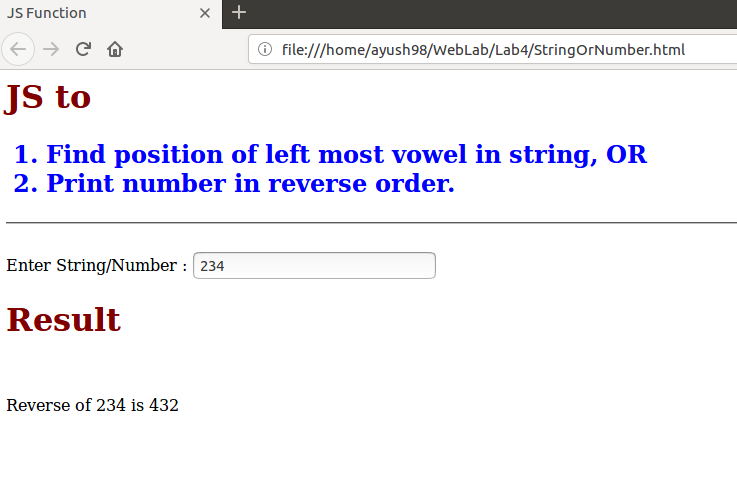 JS Function
file:///home/ayush98/WebLab/Lab4/StringOrNumber.html
JS to
1. Find position of left most vowel in string, OR
2. Print number in reverse order.
Enter String/Number : 234
Result
Reverse of 234 is 432